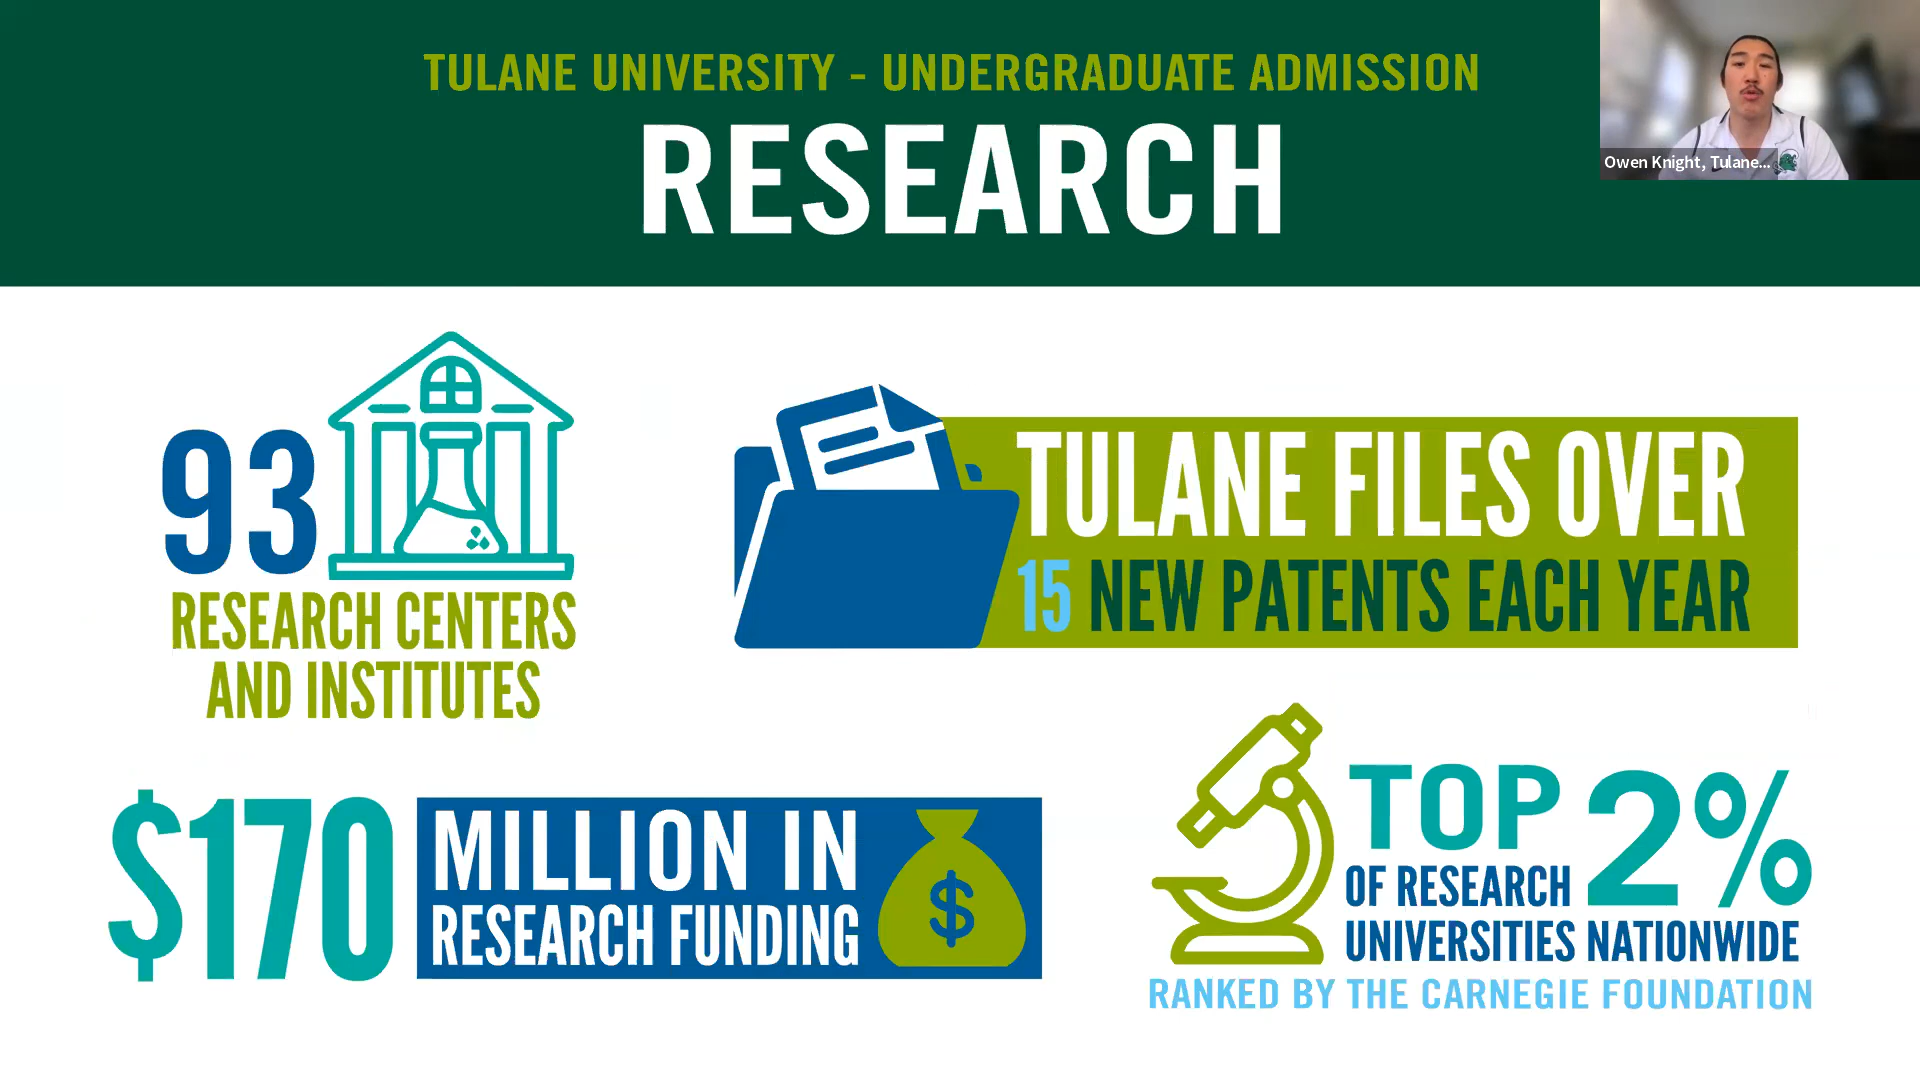 TULANE UNIVERSITY - UNDERGRADUATE ADMISSION
RESEARCH
Owen Knight, Tulane...
93
RESEARCH CENTERS
AND INSTITUTES
TULANE FILES OVER
15 NEW PATENTS EACH YEAR
$170
MILLION IN
RESEARCH FUNDING
$
TOP 2%
OF RESEARCH
UNIVERSITIES NATIONWIDE
RANKED BY THE CARNEGIE FOUNDATION